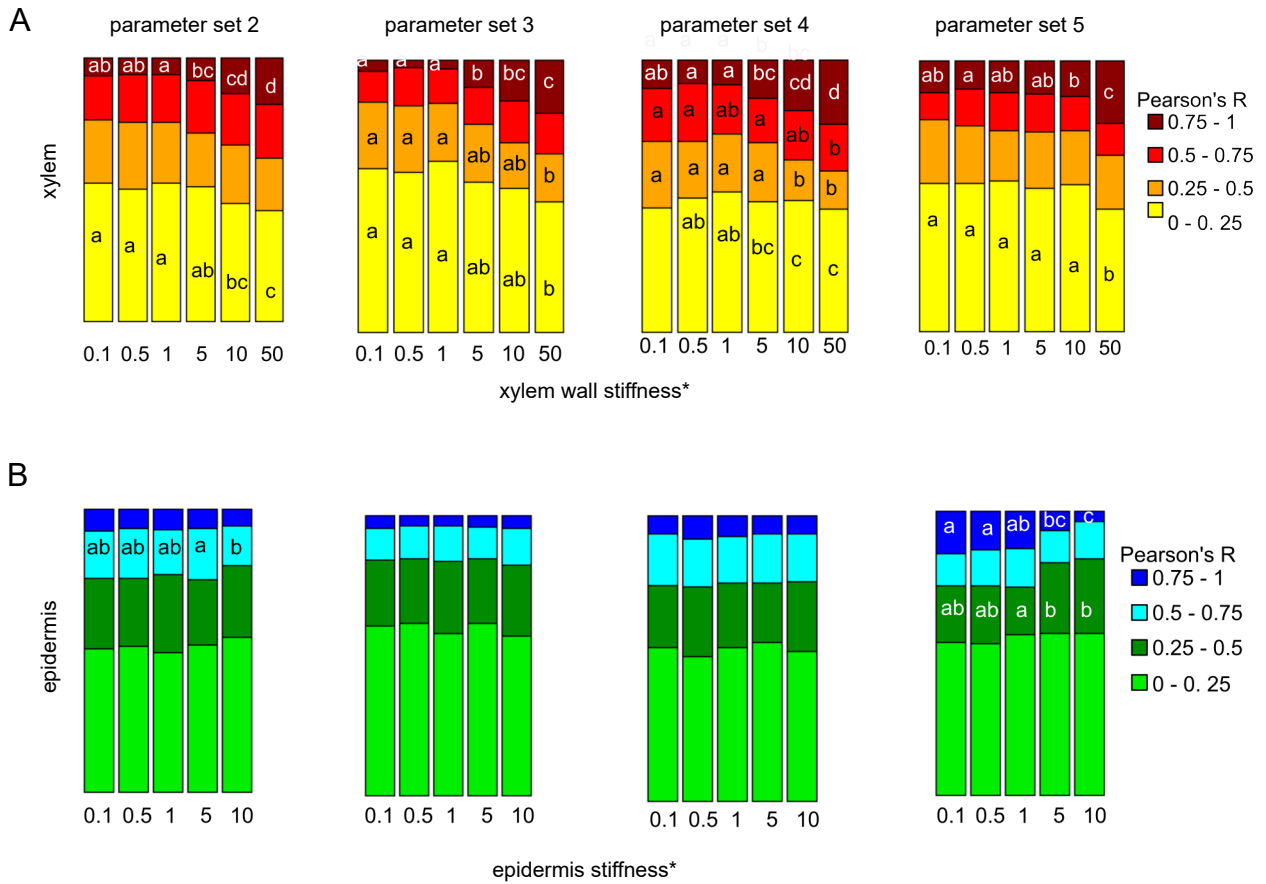 A
parameter set 2
parameter set 3
parameter set 4
parameter set 5
a a a b bc
ab ab a bc cd d
a a a b bc c
ab a a bc cd d
ab a ab ab b c
a ab a ab b
a a a ab ab b
a a a a b b
a a a ab bc c
a a a ab ab b
ab ab bc c c
a a a a a b
xylem
Pearson's R
0.75 - 1
0.5 - 0.75
0.25 - 0.5
0 - 0. 25
0.1 0.5 1 5 10 50
0.1 0.5 1 5 10 50
0.1 0.5 1 5 10 50
0.1 0.5 1 5 10 50
xylem wall stiffness*
B
ab ab ab a b
a a ab bc c
ab ab a b b
epidermis
Pearson's R
0.75 - 1
0.5 - 0.75
0.25 - 0.5
0 - 0. 25
0.1 0.5 1 5 10
0.1 0.5 1 5 10
0.1 0.5 1 5 10
0.1 0.5 1 5 10
epidermis stiffness*